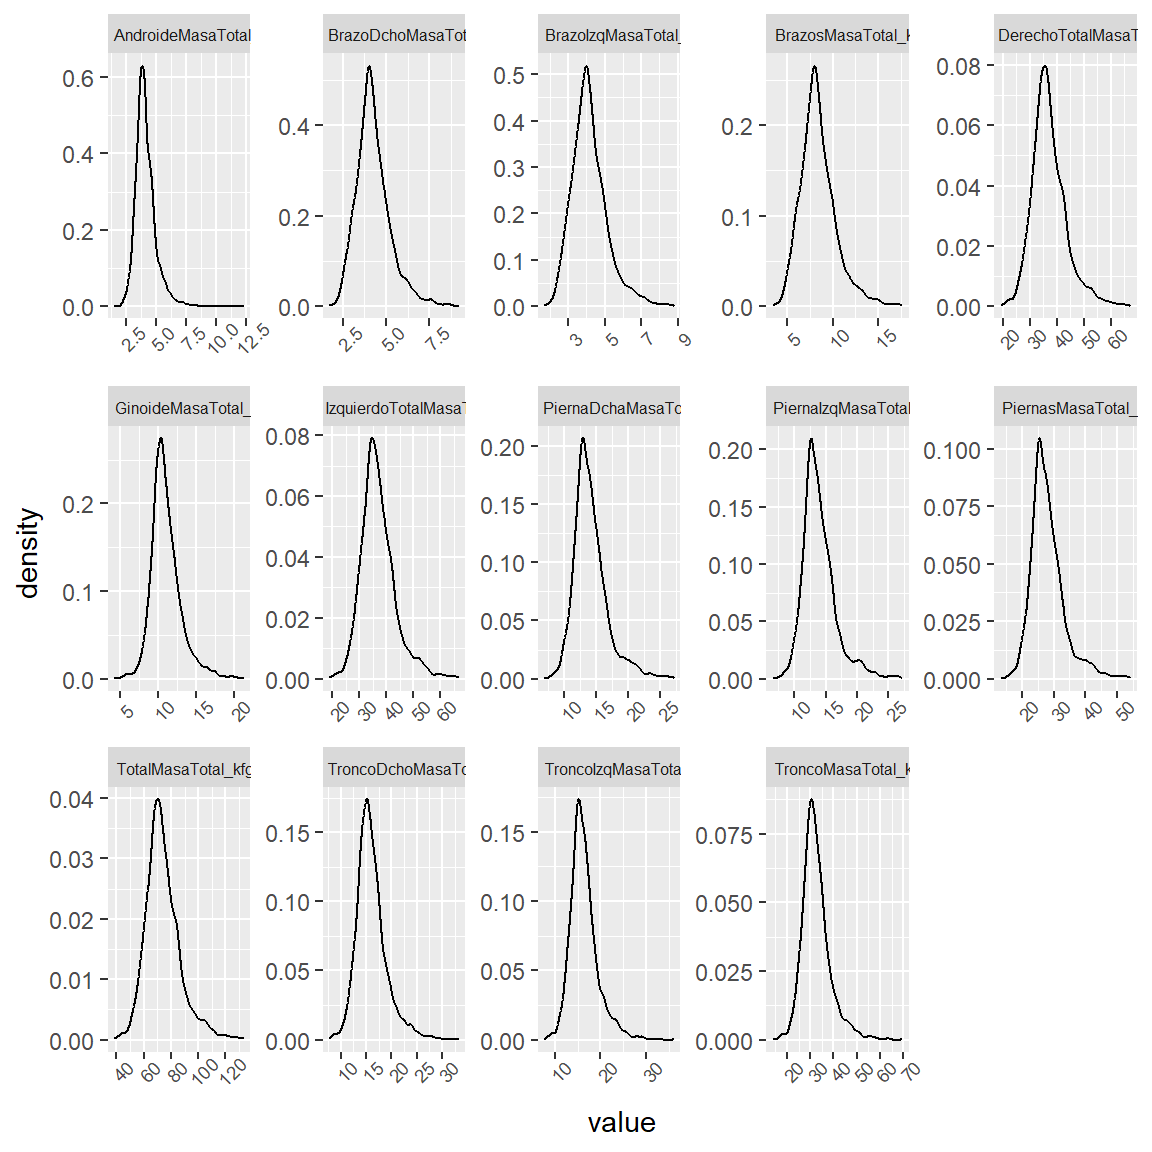 AndroideMasaTotal
BrazoDchoMasaTot
BrazoIzqMasaTotal_
BrazosMasaTotal_k
DerechoTotalMasaT
0.6
0.4
0.2
0.0
0.4
0.2
0.0
0.5
0.4
0.3
0.2
0.1
0.0
0.2
0.1
0.0
0.08
0.06
0.04
0.02
0.00
2.5 5.0 7.5 10.0 12.5
2.5 5.0 7.5
3 5 7 9
5 10 15
20 30 40 50 60
GinoideMasaTotal_
IzquierdoTotalMasaT
PiernaDchaMasaTo
PiernaIzqMasaTotal
PiernasMasaTotal_
0.2
0.1
0.0
0.08
0.06
0.04
0.02
0.00
0.20
0.15
0.10
0.05
0.00
0.20
0.15
0.10
0.05
0.00
0.100
0.075
0.050
0.025
0.000
5 10 15 20
20 30 40 50 60
10 15 20 25
10 15 20 25
20 30 40 50
density
TotalMasaTotal_kfg
TroncoDchoMasaTo
TroncoIzqMasaTota
TroncoMasaTotal_k
0.04
0.03
0.02
0.01
0.00
0.15
0.10
0.05
0.00
0.15
0.10
0.05
0.00
0.075
0.050
0.025
0.000
40 60 80 100 120
10 15 20 25 30
10 20 30
20 30 40 50 60 70
value